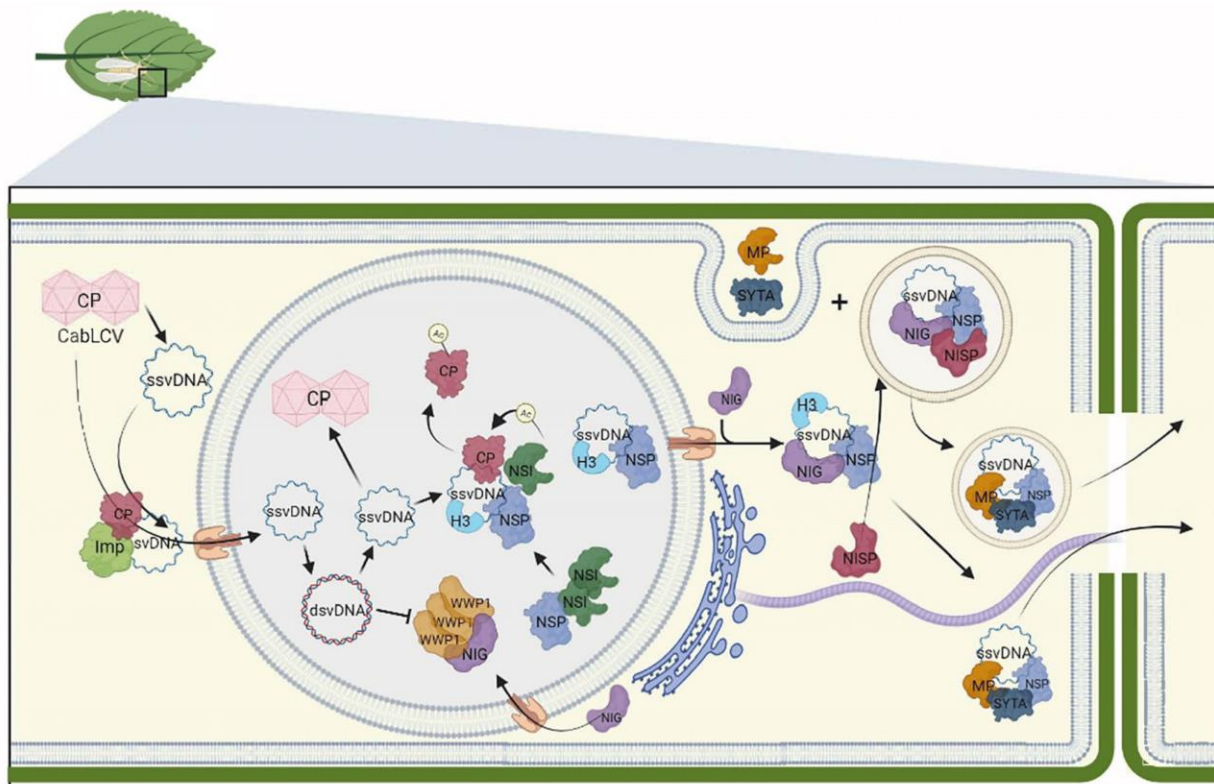 CP
CabLCV
ssvDNA
CP
Imp
svDNA
ssvDNA
dsvDNA
CP
ssvDNA
WWP1
WWP1
WWP1
NIG
Ac
CP
Ac
CP
NSI
ssvDNA
H3
NSP
NSI
NSI
NSP
ssvDNA
H3
NSP
NIG
NIG
H3
ssvDNA
NIG
NSP
NISP
MP
SYTA
+
ssvDNA
NIG
NSP
NISP
ssvDNA
MP
NSP
SYTA
ssvDNA
MP
NSP
SYTA